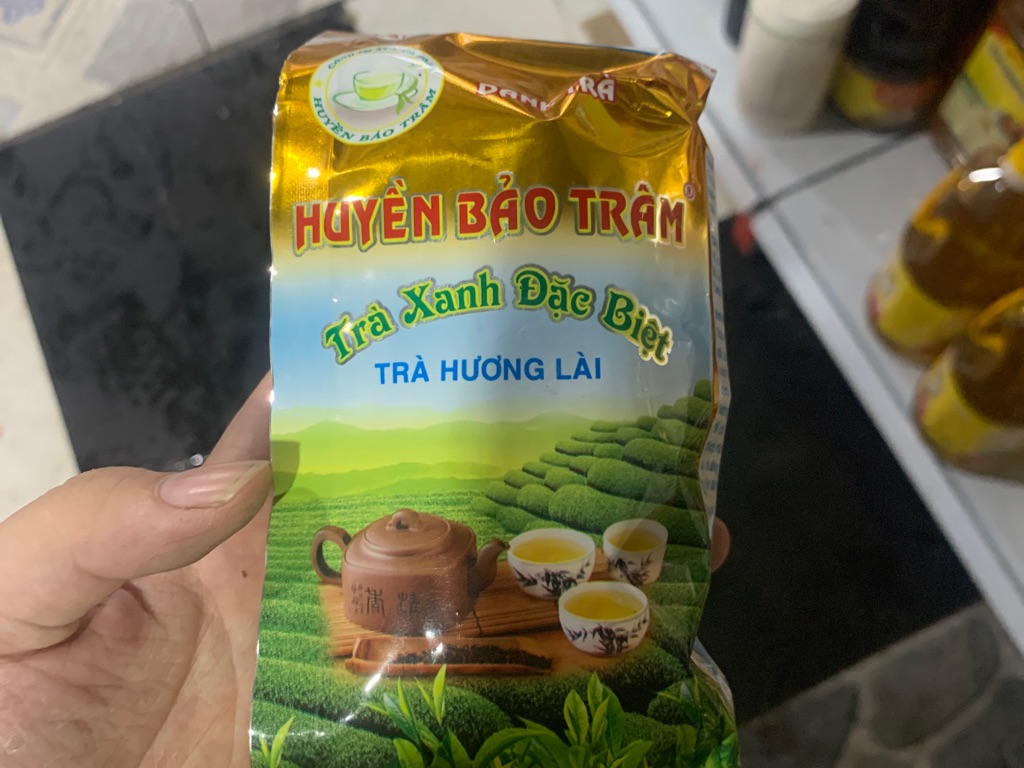 HUYỀN BẢO TRÂM
DANH TRÀ
HUYỀN BẢO TRÂM®
Trà Xanh Đặc Biệt
TRÀ HƯƠNG LÀI